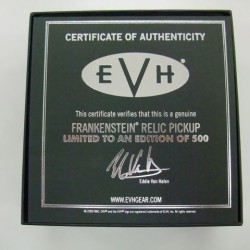 CERTIFICATE OF AUTHENTICITY
EVH
This certificate verifies that this is a genuine
FRANKENSTEIN® RELIC PICKUP
LIMITED TO AN EDITION OF 500
Eddie Van Halen
WWW.EVHGEAR.COM